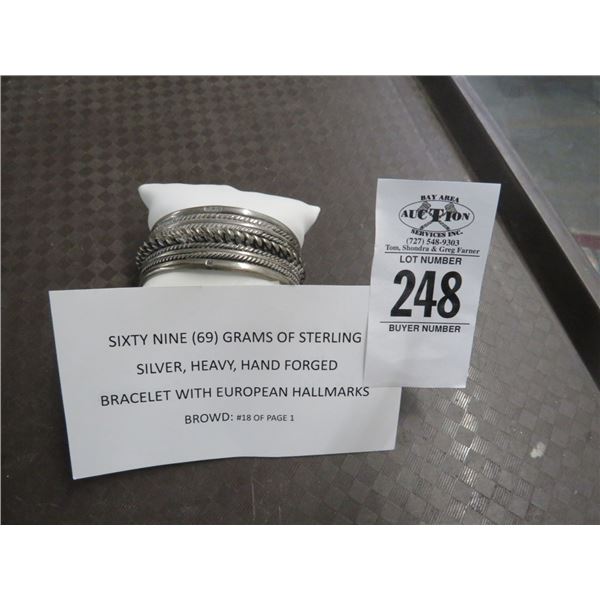 BAY AREA
AUCTION
SERVICES INC.
(727) 548-9303
Tom, Shondra & Greg Farner
LOT NUMBER
248
BUYER NUMBER
SIXTY NINE (69) GRAMS OF STERLING
SILVER, HEAVY, HAND FORGED
BRACELET WITH EUROPEAN HALLMARKS
BROWD: #18 OF PAGE 1